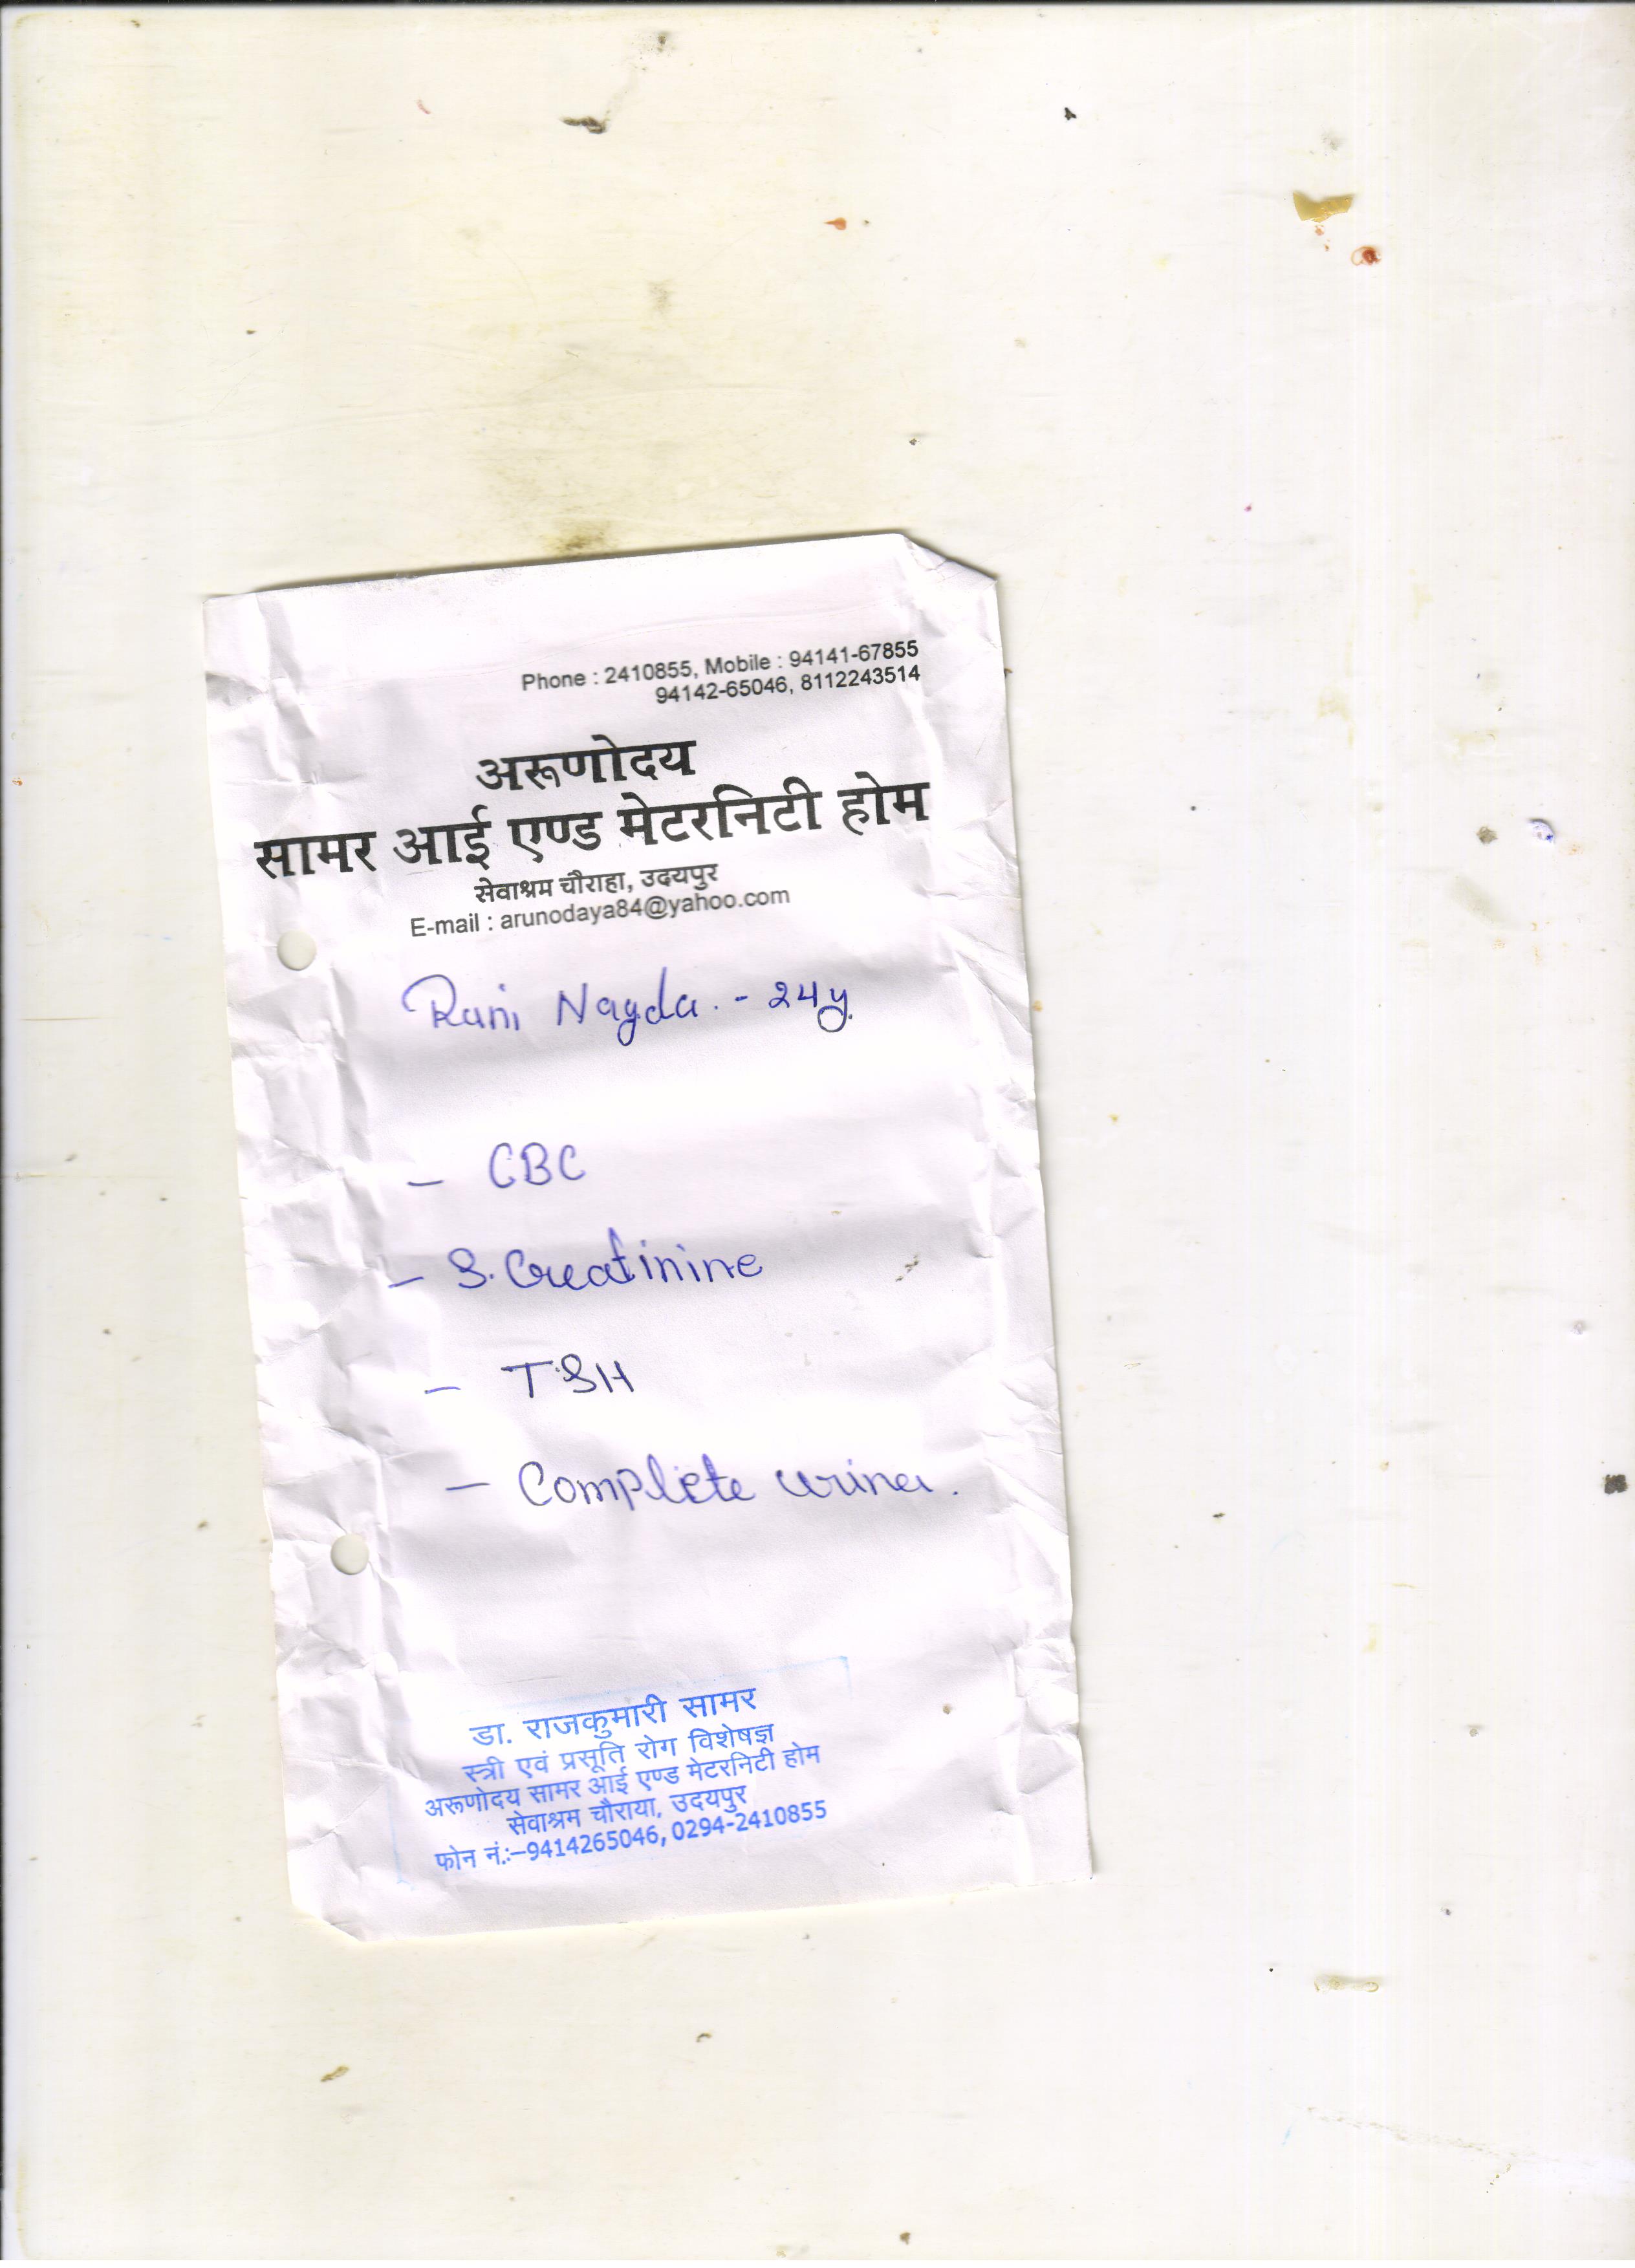 Phone : 2410855, Mobile : 94141-67855
94142-65046, 8112243514
अरूणोदय
सामर आई एण्ड मेटरनिटी होम
सेवाश्रम चौराहा, उदयपुर
E-mail : arunodaya84@yahoo.com
Rani Nagda. - 24y
- CBC
- S. Creatinine
- TSH
- Complete urine.
डा. राजकुमारी सामर
स्त्री एवं प्रसूति रोग विशेषज्ञ
अरूणोदय सामर आई एण्ड मेटरनिटी होम
सेवाश्रम चौराया, उदयपुर
फोन नं.:–9414265046, 0294-2410855